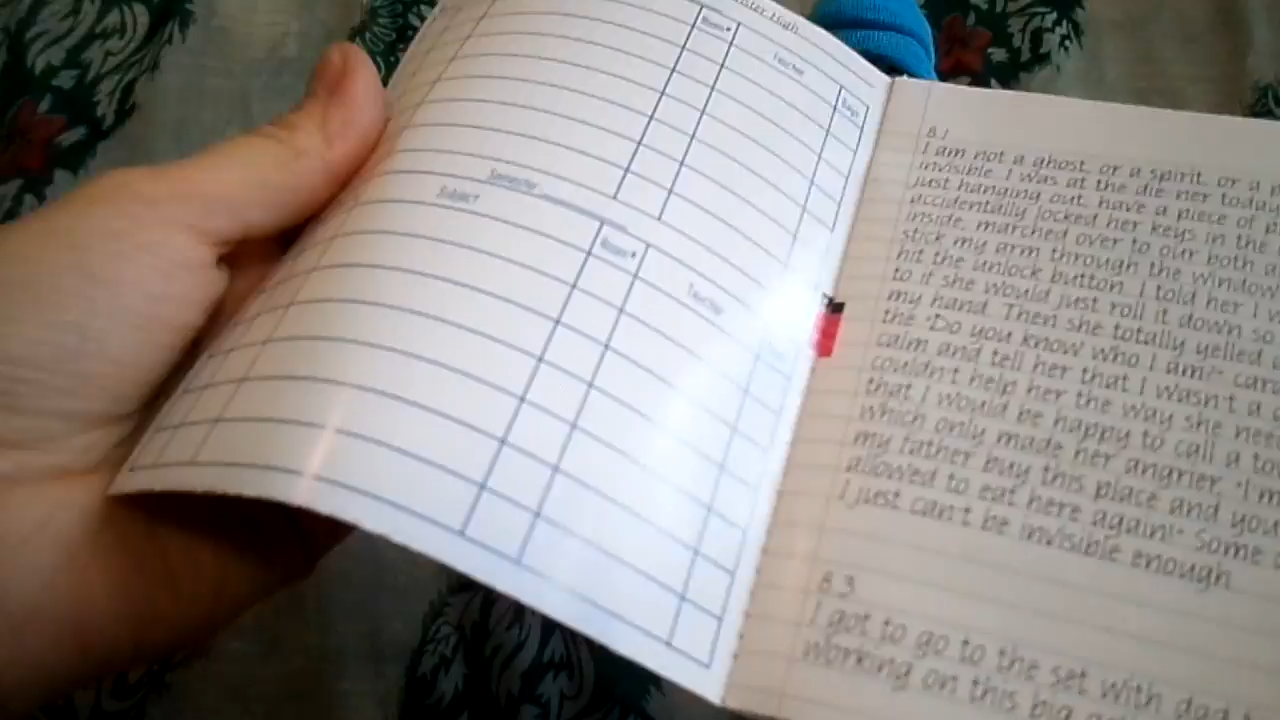 High
Room #
Teacher
Days
Semester
Subject
Room #
Teacher
8.1
I am not a ghost, or a spirit, or a
invisible. I was at the die-ner today
just hanging out, have a piece of
accidentally locked her keys in the
inside, marched over to our both
stick my arm through the window
hit the unlock button. I told her I
to if she would just roll it down so
my hand. Then she totally yelled
the "Do you know who I am?"
calm and tell her that I wasn't a
couldn't help her the way she
that I would be happy to call a
which only made her angrier. "I'm
my father buy this place and you
allowed to eat here again!" Some
I just can't be invisible enough
8.3
I got to go to the set with dad
working on this big